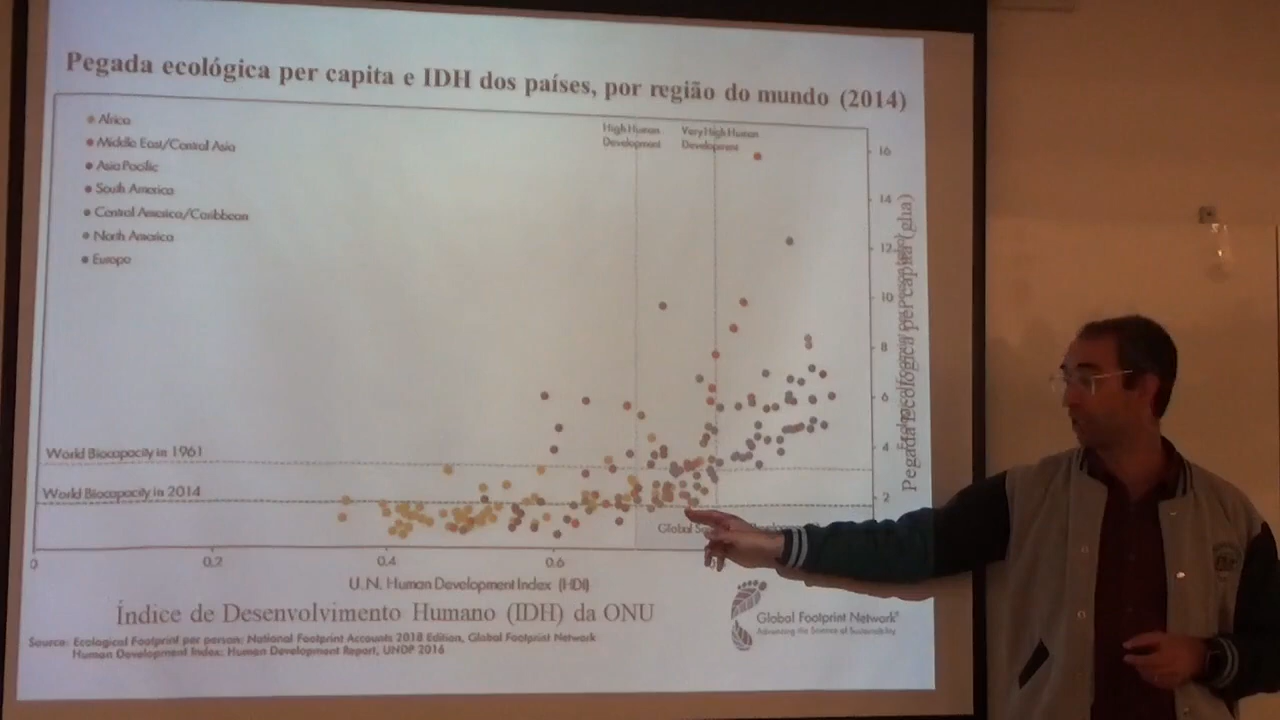 Pegada ecológica per capita e IDH dos países, por região do mundo (2014)
Africa
Middle East/Central Asia
Asia Pacific
South America
Central America/Caribbean
North America
Europe
High Human
Development
Very High Human
Development
16
14
12
10
8
6
4
2
Pegada Ecológica per capita (gha)
World Biocapacity in 1961
World Biocapacity in 2014
Global
0
0.2
0.4
0.6
U.N. Human Development Index (HDI)
Índice de Desenvolvimento Humano (IDH) da ONU
Global Footprint Network®
Advancing the Science of Sustainability
Source: Ecological Footprint per person: National Footprint Accounts 2018 Edition, Global Footprint Network
Human Development Index: Human Development Report, UNDP 2016